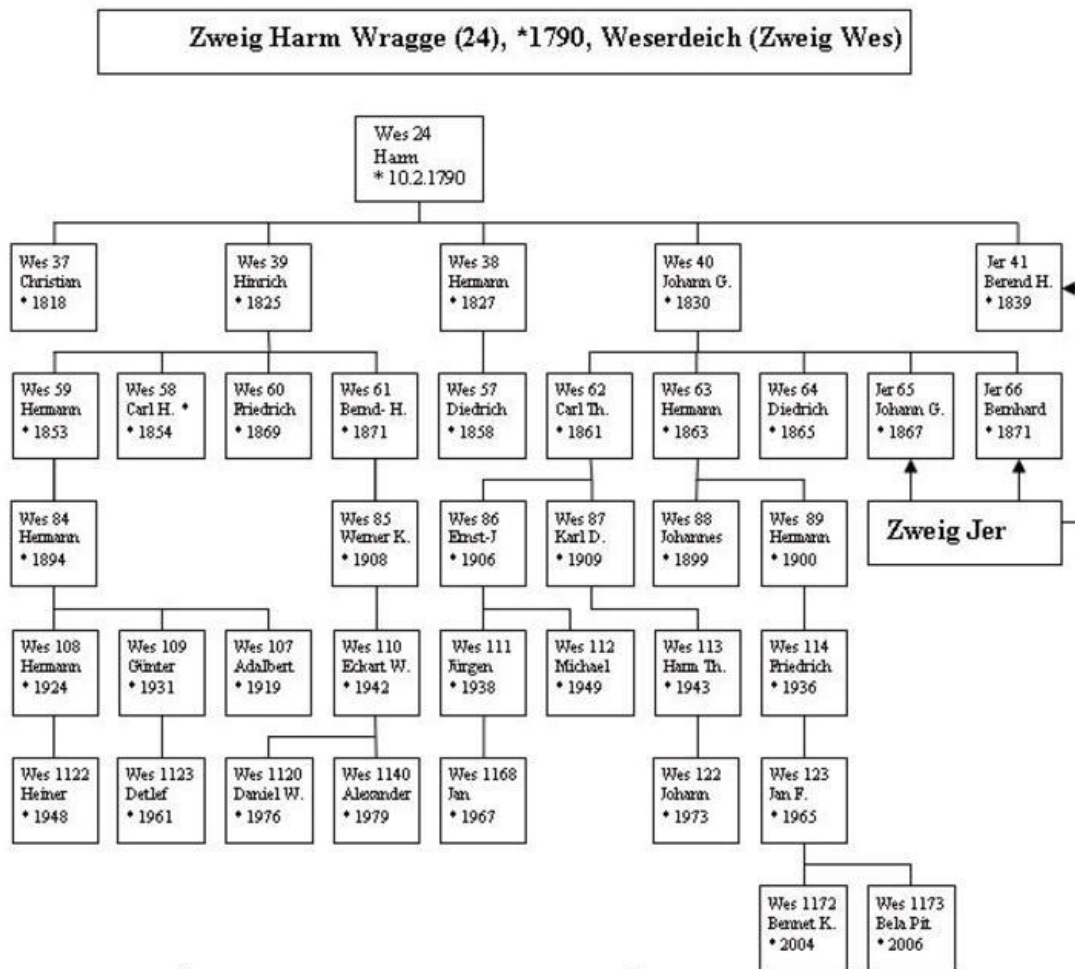 Zweig Harm Wragge (24), *1790, Weserdeich (Zweig Wes)
Wes 24
Harm
* 10.2.1790
Wes 37
Christian
* 1818
Wes 39
Hinrich
* 1825
Wes 38
Hermann
* 1827
Wes 40
Johann G.
* 1830
Jer 41
Berend H.
* 1839
Wes 59
Hermann
* 1853
Wes 58
Carl H. *
* 1854
Wes 60
Friedrich
* 1869
Wes 61
Bernd- H.
* 1871
Wes 57
Diedrich
* 1858
Wes 62
Carl Th.
* 1861
Wes 63
Hermann
* 1863
Wes 64
Diedrich
* 1865
Jer 65
Johann G.
* 1867
Jer 66
Bernhard
* 1871
Wes 84
Hermann
* 1894
Wes 85
Werner K.
* 1908
Wes 86
Ernst-J
* 1906
Wes 87
Karl D.
* 1909
Wes 88
Johannes
* 1899
Wes 89
Hermann
* 1900
Zweig Jer
Wes 108
Hermann
* 1924
Wes 109
Günter
* 1931
Wes 107
Adalbert
* 1919
Wes 110
Eckart W.
* 1942
Wes 111
Jürgen
* 1938
Wes 112
Michael
* 1949
Wes 113
Harm Th.
* 1943
Wes 114
Friedrich
* 1936
Wes 1122
Heiner
* 1948
Wes 1123
Detlef
* 1961
Wes 1120
Daniel W.
* 1976
Wes 1140
Alexander
* 1979
Wes 1168
Jan
* 1967
Wes 122
Johann
* 1973
Wes 123
Jan F.
* 1965
Wes 1172
Bennet K.
* 2004
Wes 1173
Bela Pit
* 2006